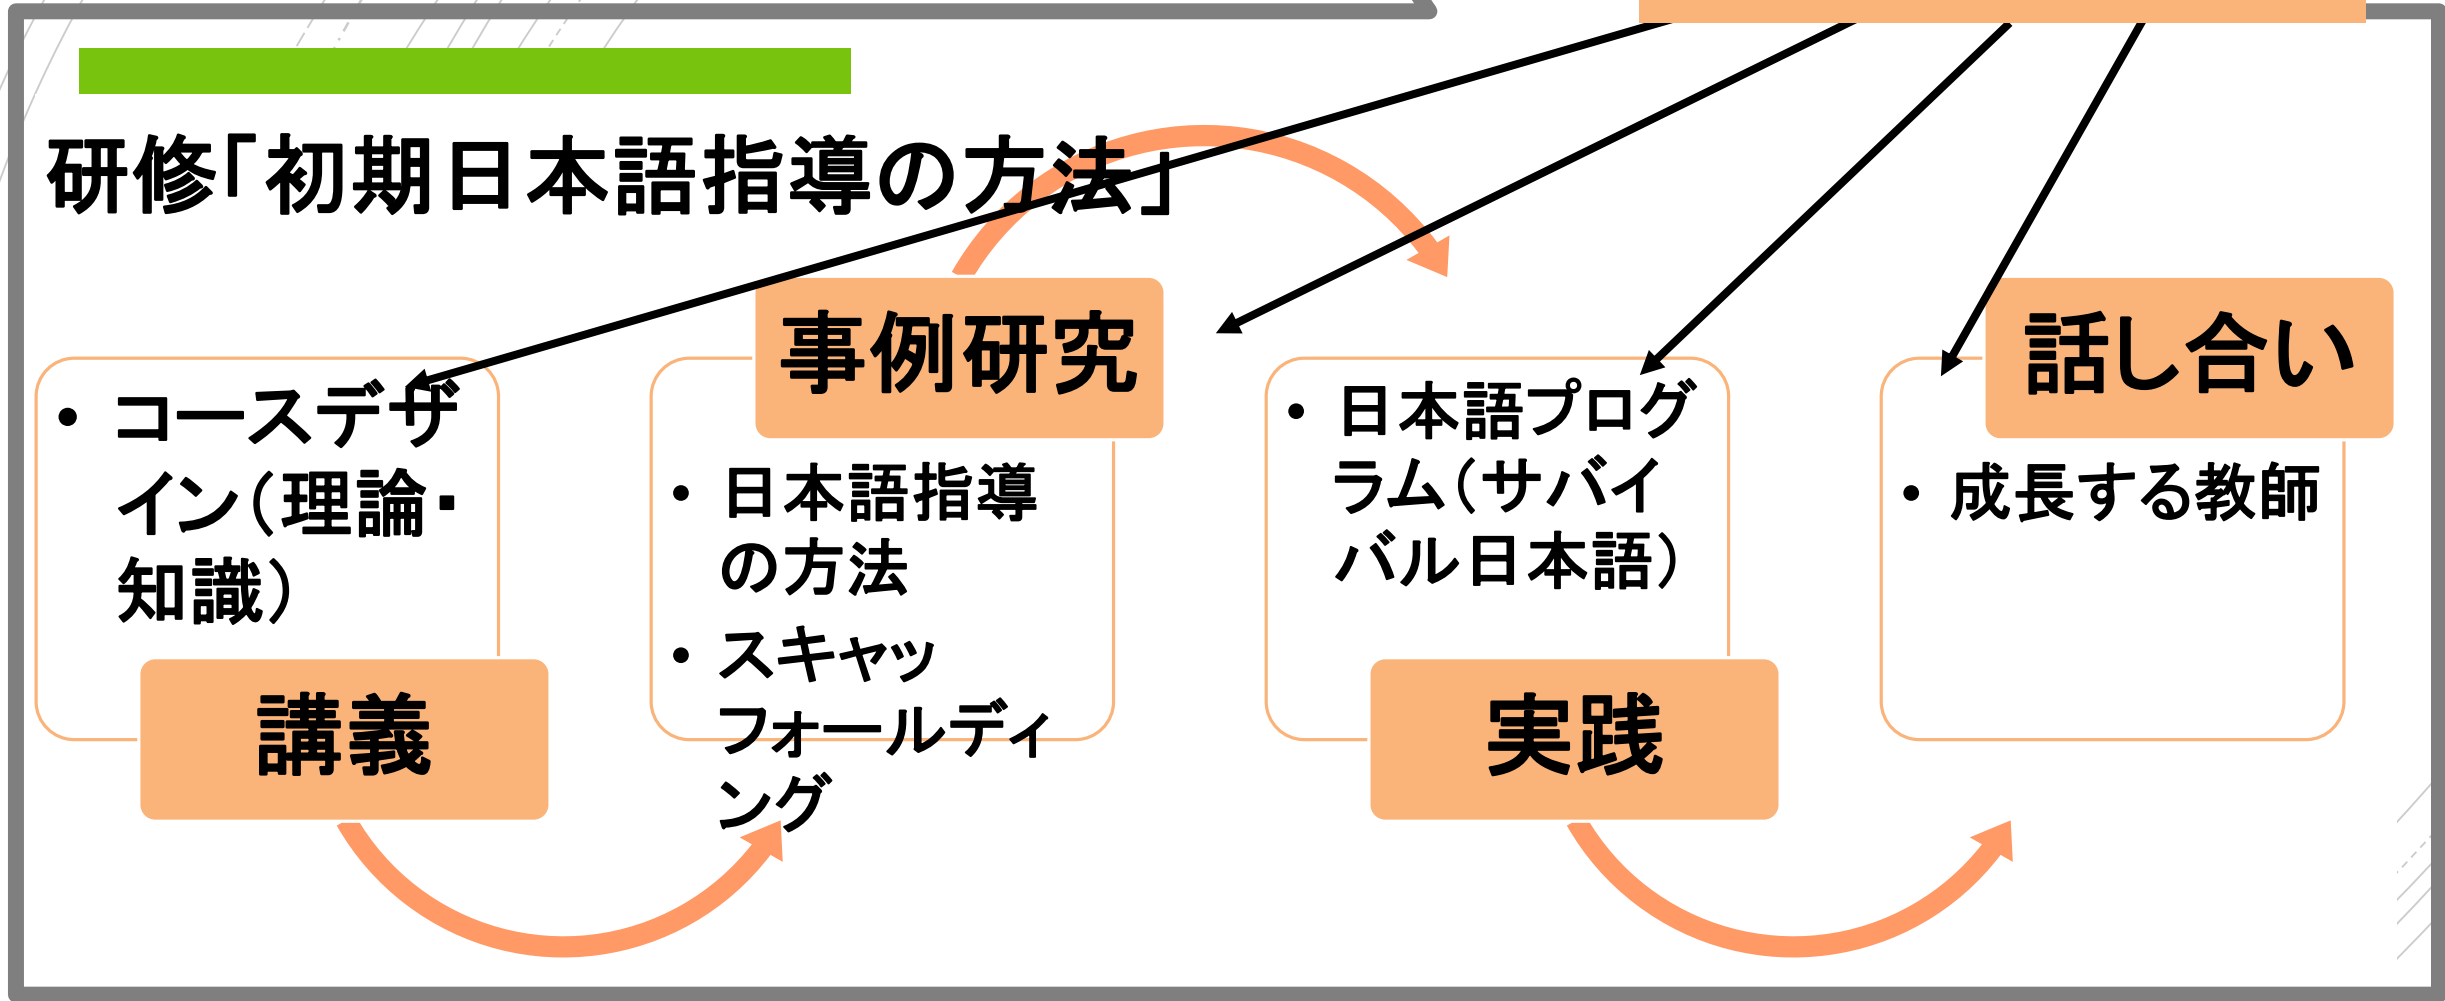 研修「初期日本語指導の方法」
• コースデザ
イン（理論・
知識）
講義
事例研究
• 日本語指導
の方法
• スキャッ
フォールディ
ング
• 日本語プログ
ラム（サバイ
バル日本語）
実践
話し合い
• 成長する教師